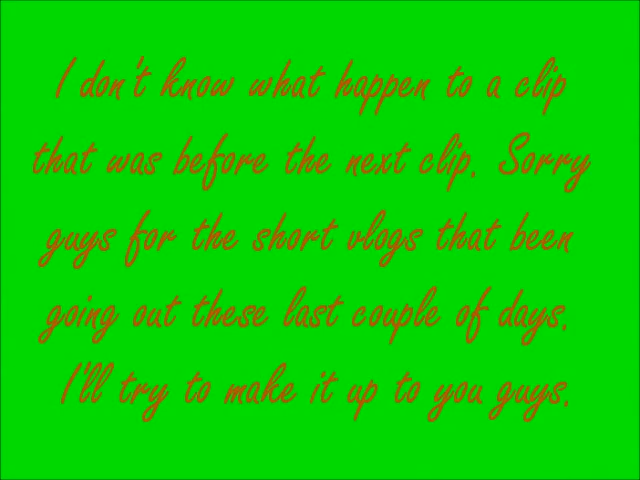 I don't know what happen to a clip
that was before the next clip. Sorry
guys for the short vlogs that been
going out these last couple of days.
I'll try to make it up to you guys.